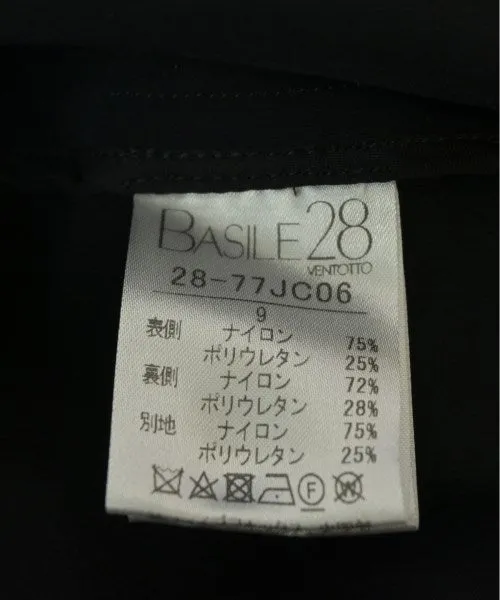 BASILE28
VENTOTTO
28-77JC06
9
表側 ナイロン 75%
ポリウレタン 25%
裏側 ナイロン 72%
ポリウレタン 28%
別地 ナイロン 75%
ポリウレタン 25%
F W